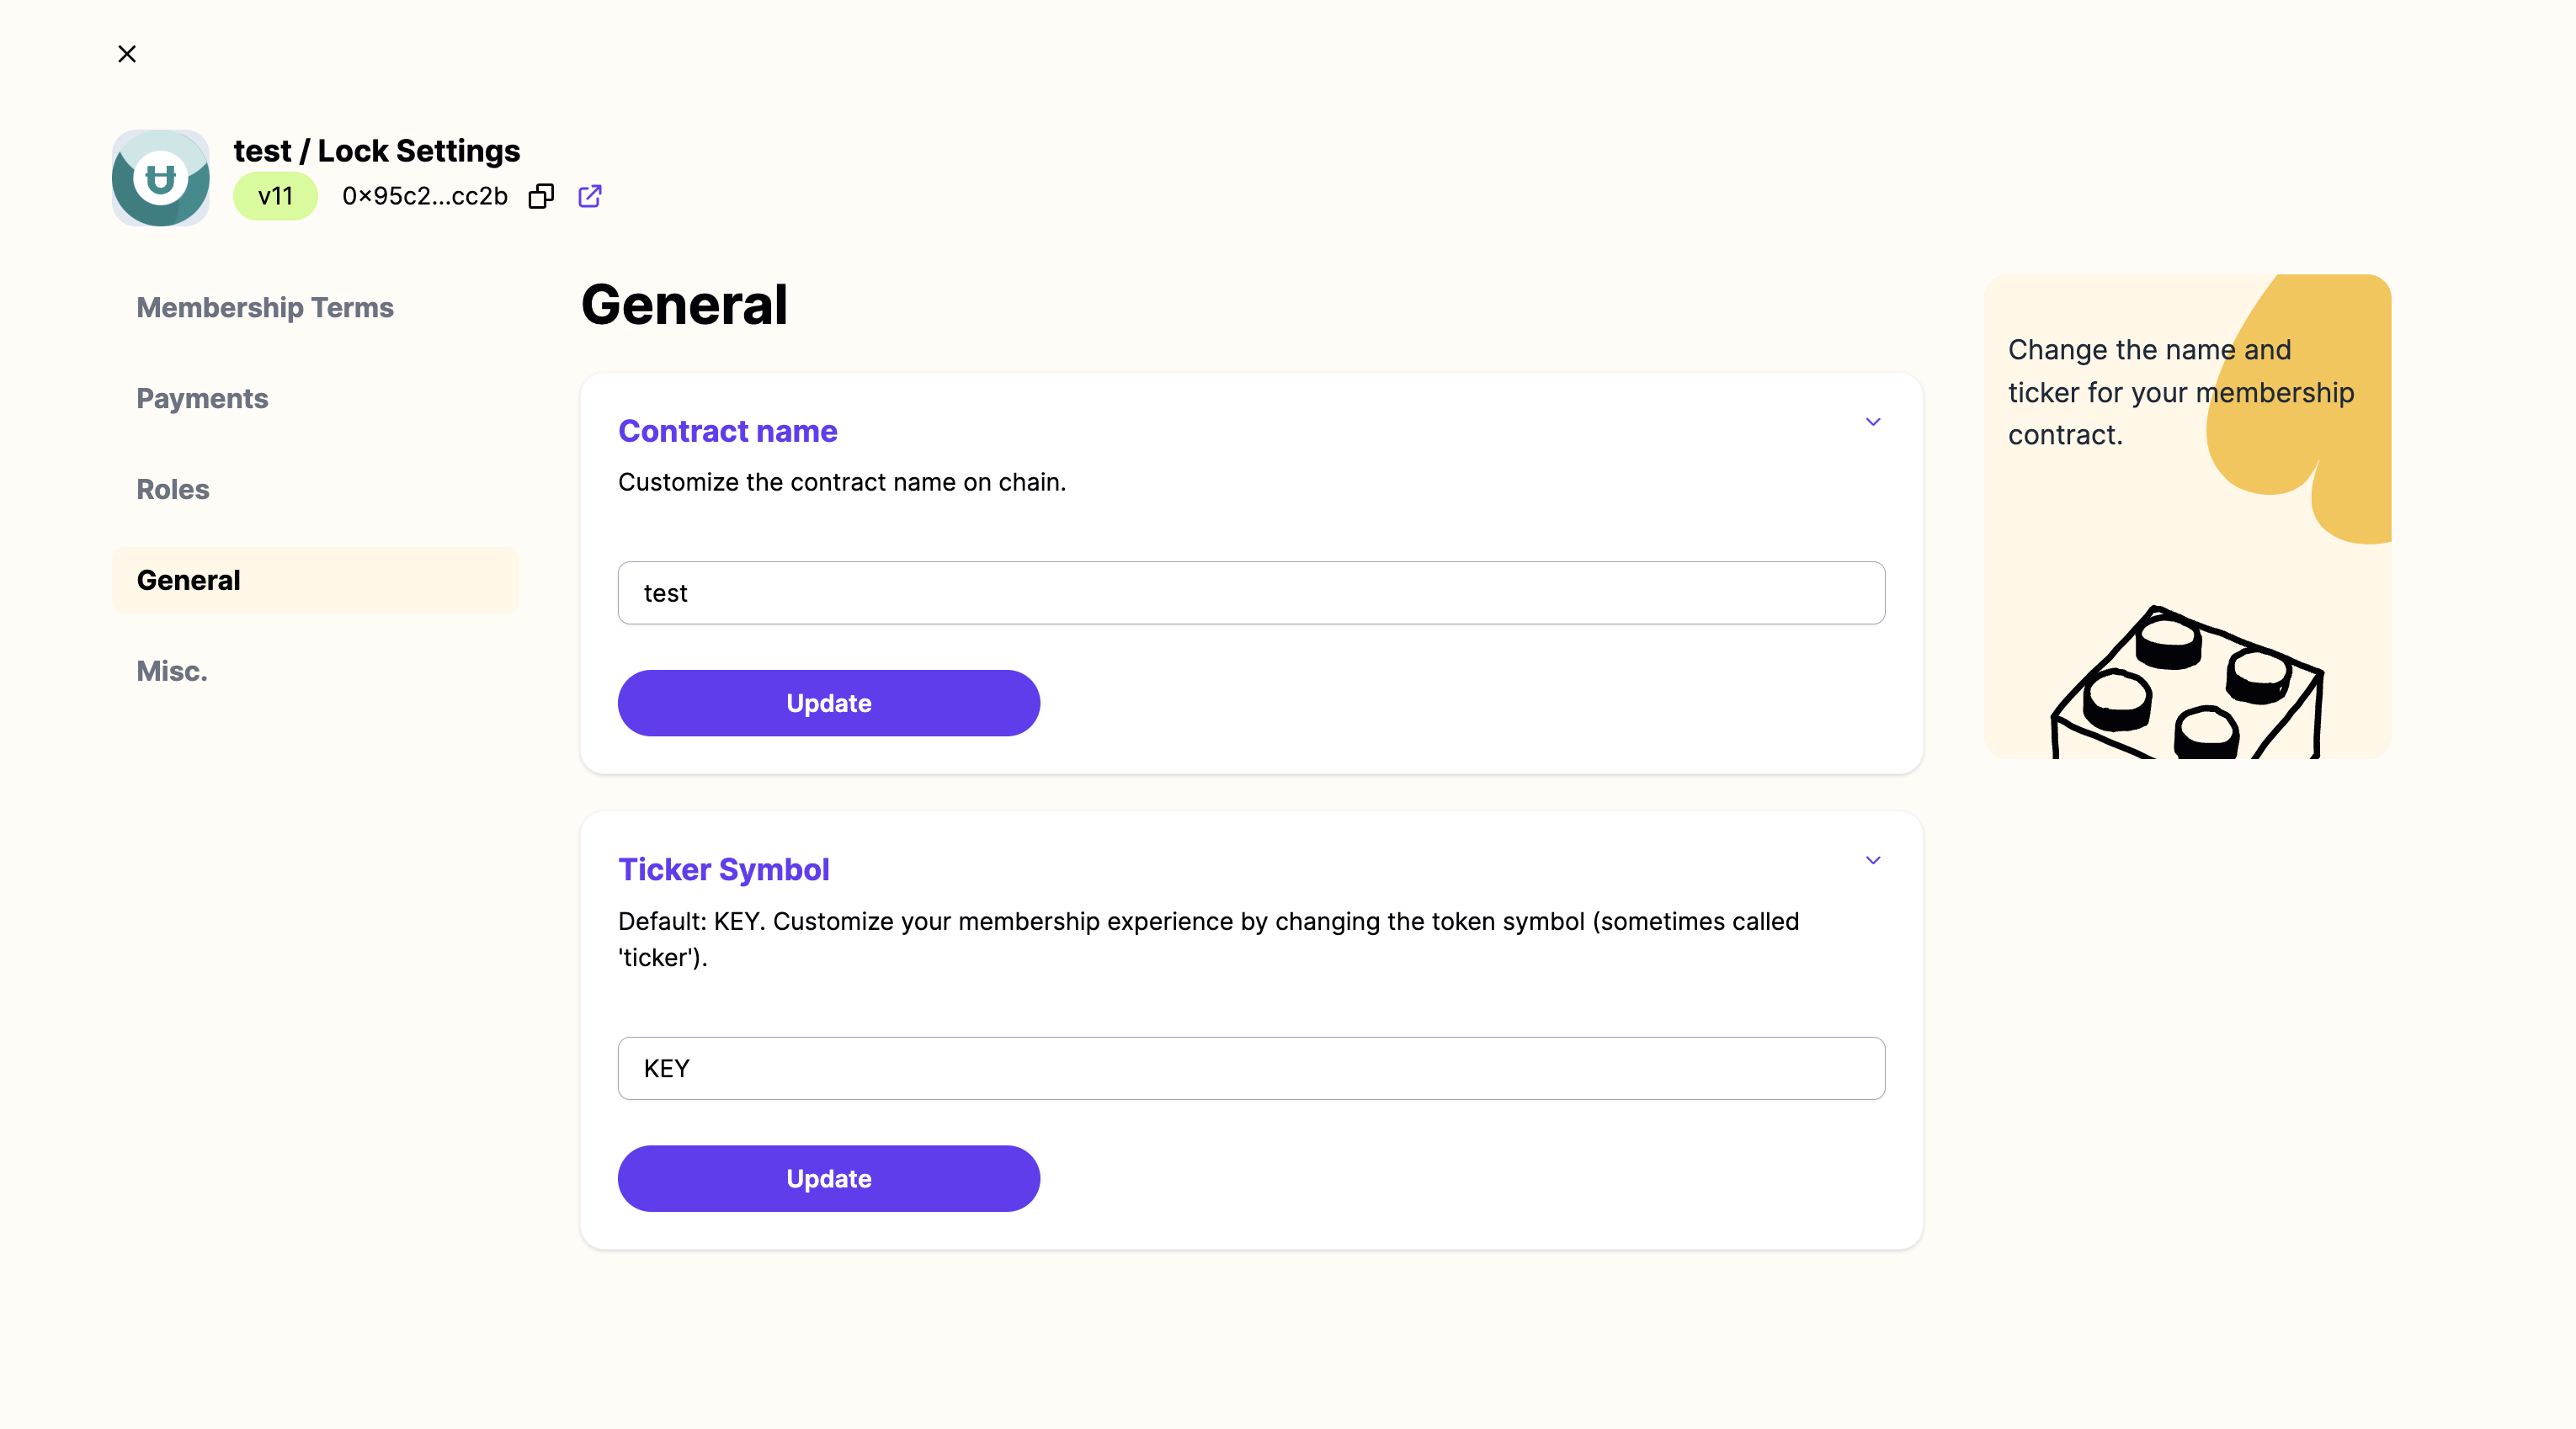 test / Lock Settings
v11 0×95c2...cc2b
Membership Terms
Payments
Roles
General
Misc.
General
Contract name
Customize the contract name on chain.
test
Update
Ticker Symbol
Default: KEY. Customize your membership experience by changing the token symbol (sometimes called
'ticker').
KEY
Update
Change the name and
ticker for your membership
contract.